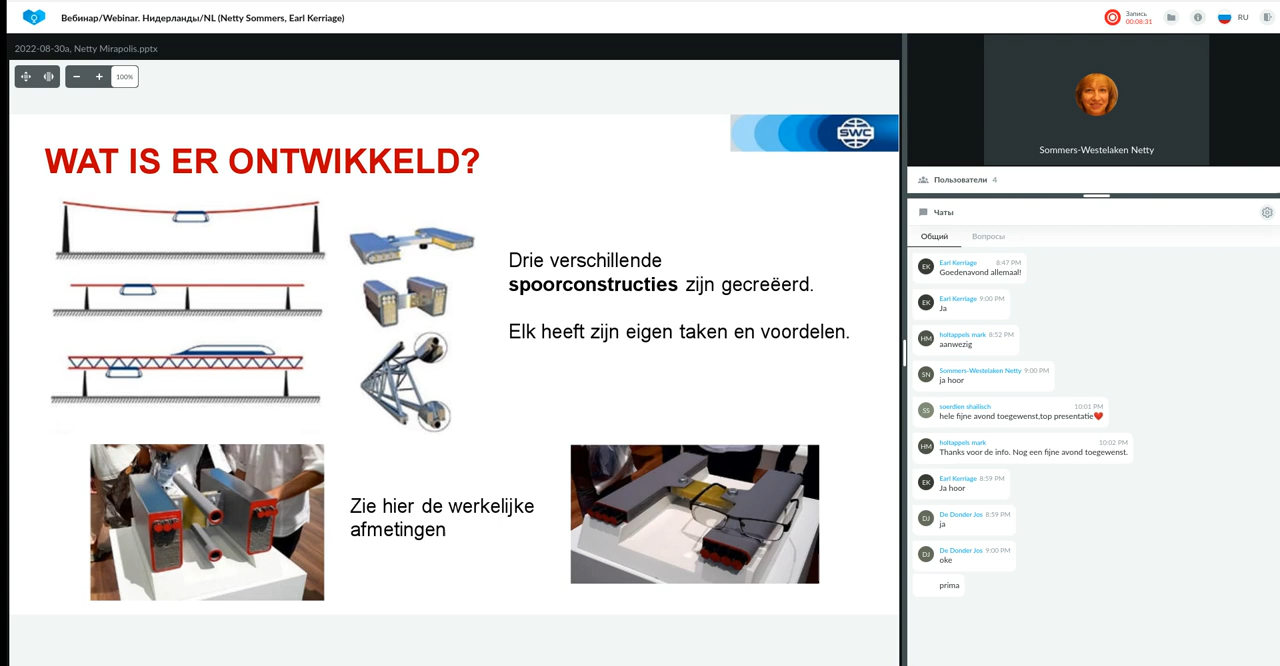 Вебинар/Webinar. Нидерланды/NL (Netty Sommers, Earl Kerriage)
Запись
00:08:31
RU
2022-08-30a, Netty Mirapolis.pptx
100%
WAT IS ER ONTWIKKELD?
SWC
Drie verschillende
spoorconstructies zijn gecreëerd.
Elk heeft zijn eigen taken en voordelen.
Zie hier de werkelijke
afmetingen
Sommers-Westelaken Netty
Пользователи 4
Чаты
Общий Вопросы
EK Earl Kerriage 8:47 PM
Goedenavond allemaal!
EK Earl Kerriage 9:00 PM
Ja
HM holtappels mark 8:52 PM
aanwezig
SN Sommers-Westelaken Netty 9:00 PM
ja hoor
SS soerdien shailisch 10:01 PM
hele fijne avond toegewenst,top presentatie❤️
HM holtappels mark 10:02 PM
Thanks voor de info. Nog een fijne avond toegewenst.
EK Earl Kerriage 8:59 PM
Ja hoor
DJ De Donder Jos 8:59 PM
ja
DJ De Donder Jos 9:00 PM
oke
prima